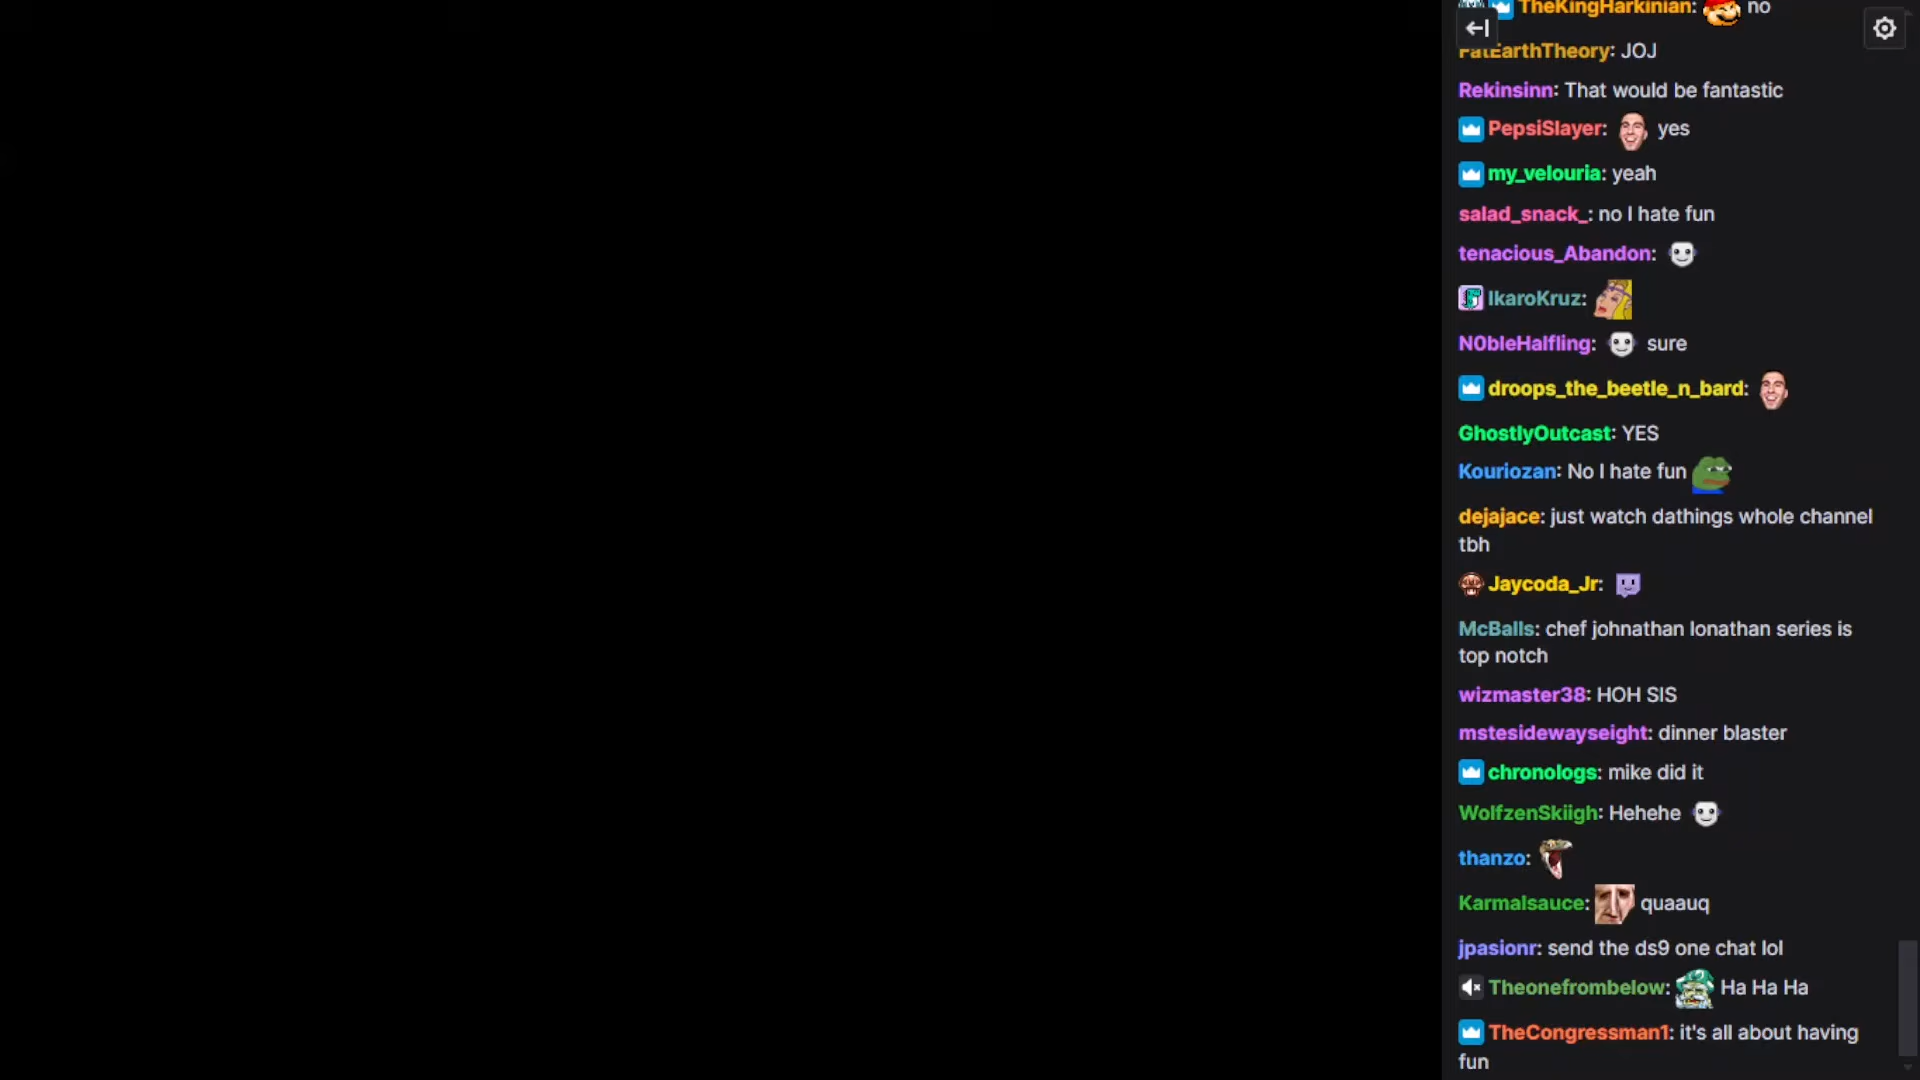 TheKingHarkinian: no
FatEarthTheory: JOJ
Rekinsinn: That would be fantastic
PepsiSlayer: yes
my_velouria: yeah
salad_snack_: no I hate fun
tenacious_Abandon:
IkaroKruz:
N0bleHalfling: sure
droops_the_beetle_n_bard:
GhostlyOutcast: YES
Kouriozan: No I hate fun
dejajace: just watch dathings whole channel
tbh
Jaycoda_Jr:
McBalls: chef johnathan lonathan series is
top notch
wizmaster38: HOH SIS
mstesidewayseight: dinner blaster
chronologs: mike did it
WolfzenSkiigh: Hehehe
thanzo:
Karmalsauce: quaauq
jpasionr: send the ds9 one chat lol
Theonefrombelow: Ha Ha Ha
TheCongressman1: it's all about having
fun